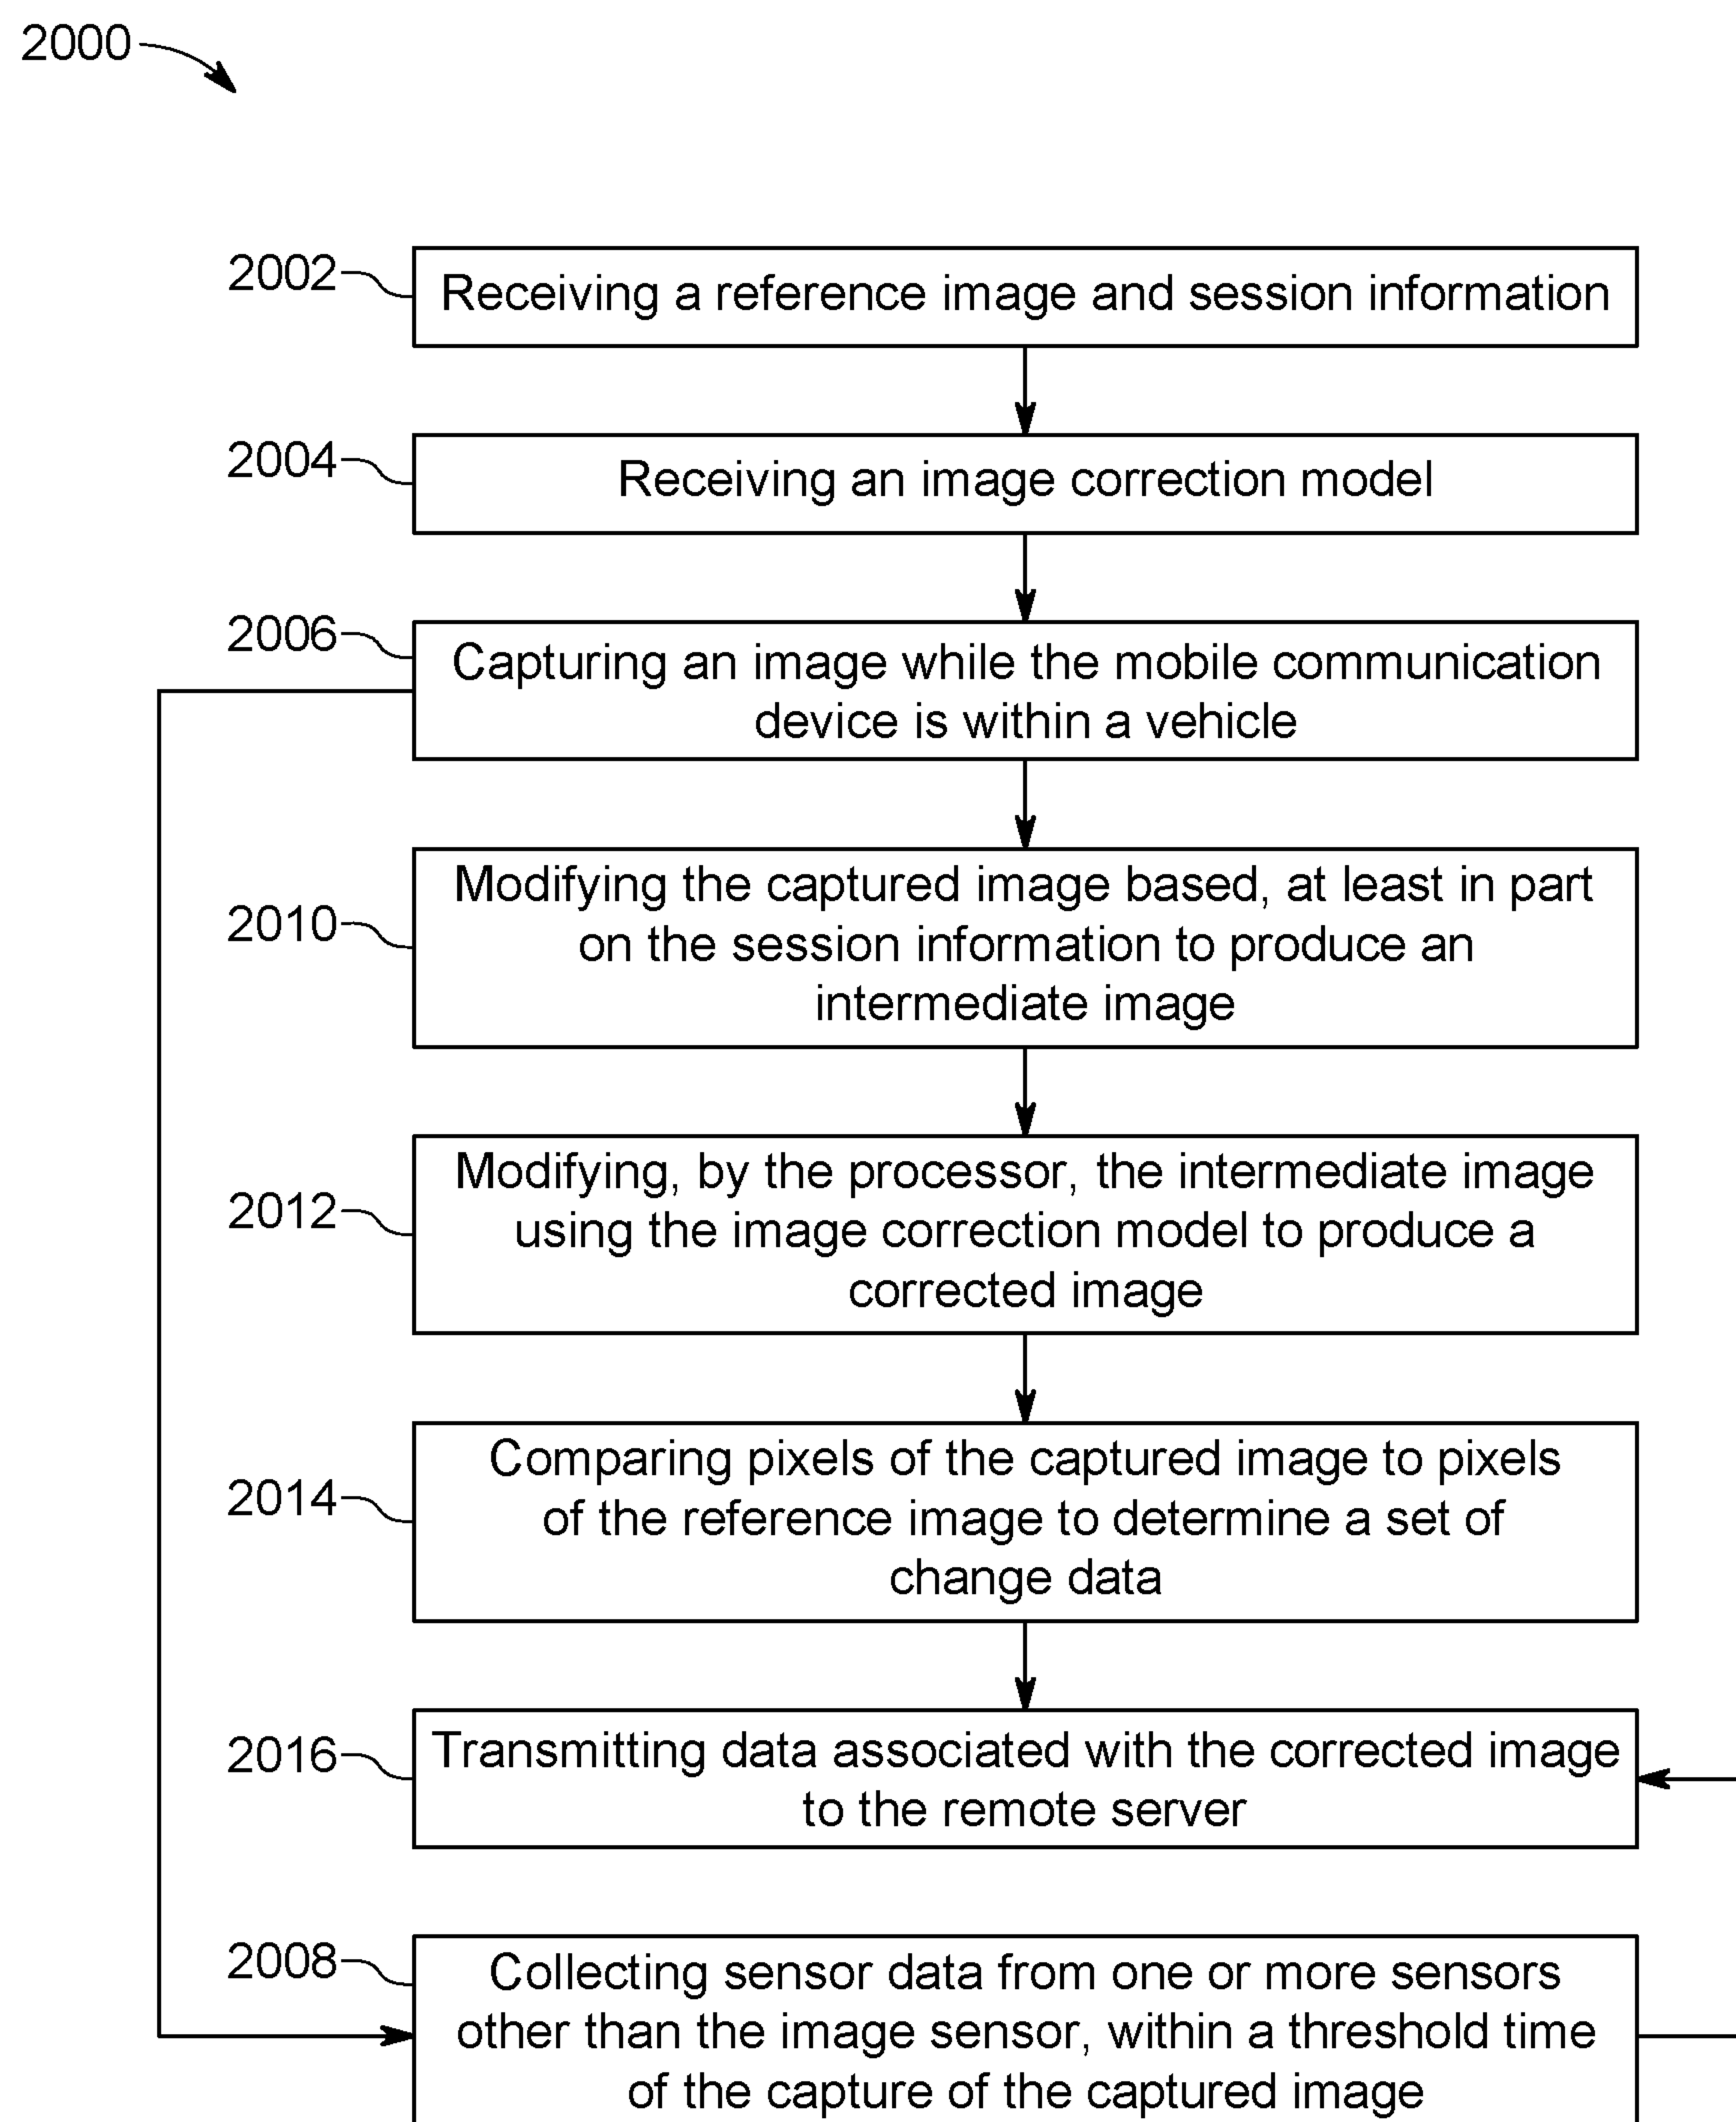 2000
2002
Receiving a reference image and session information
2004
Receiving an image correction model
2006
Capturing an image while the mobile communication
device is within a vehicle
2010
Modifying the captured image based, at least in part
on the session information to produce an
intermediate image
2012
Modifying, by the processor, the intermediate image
using the image correction model to produce a
corrected image
2014
Comparing pixels of the captured image to pixels
of the reference image to determine a set of
change data
2016
Transmitting data associated with the corrected image
to the remote server
2008
Collecting sensor data from one or more sensors
other than the image sensor, within a threshold time
of the capture of the captured image